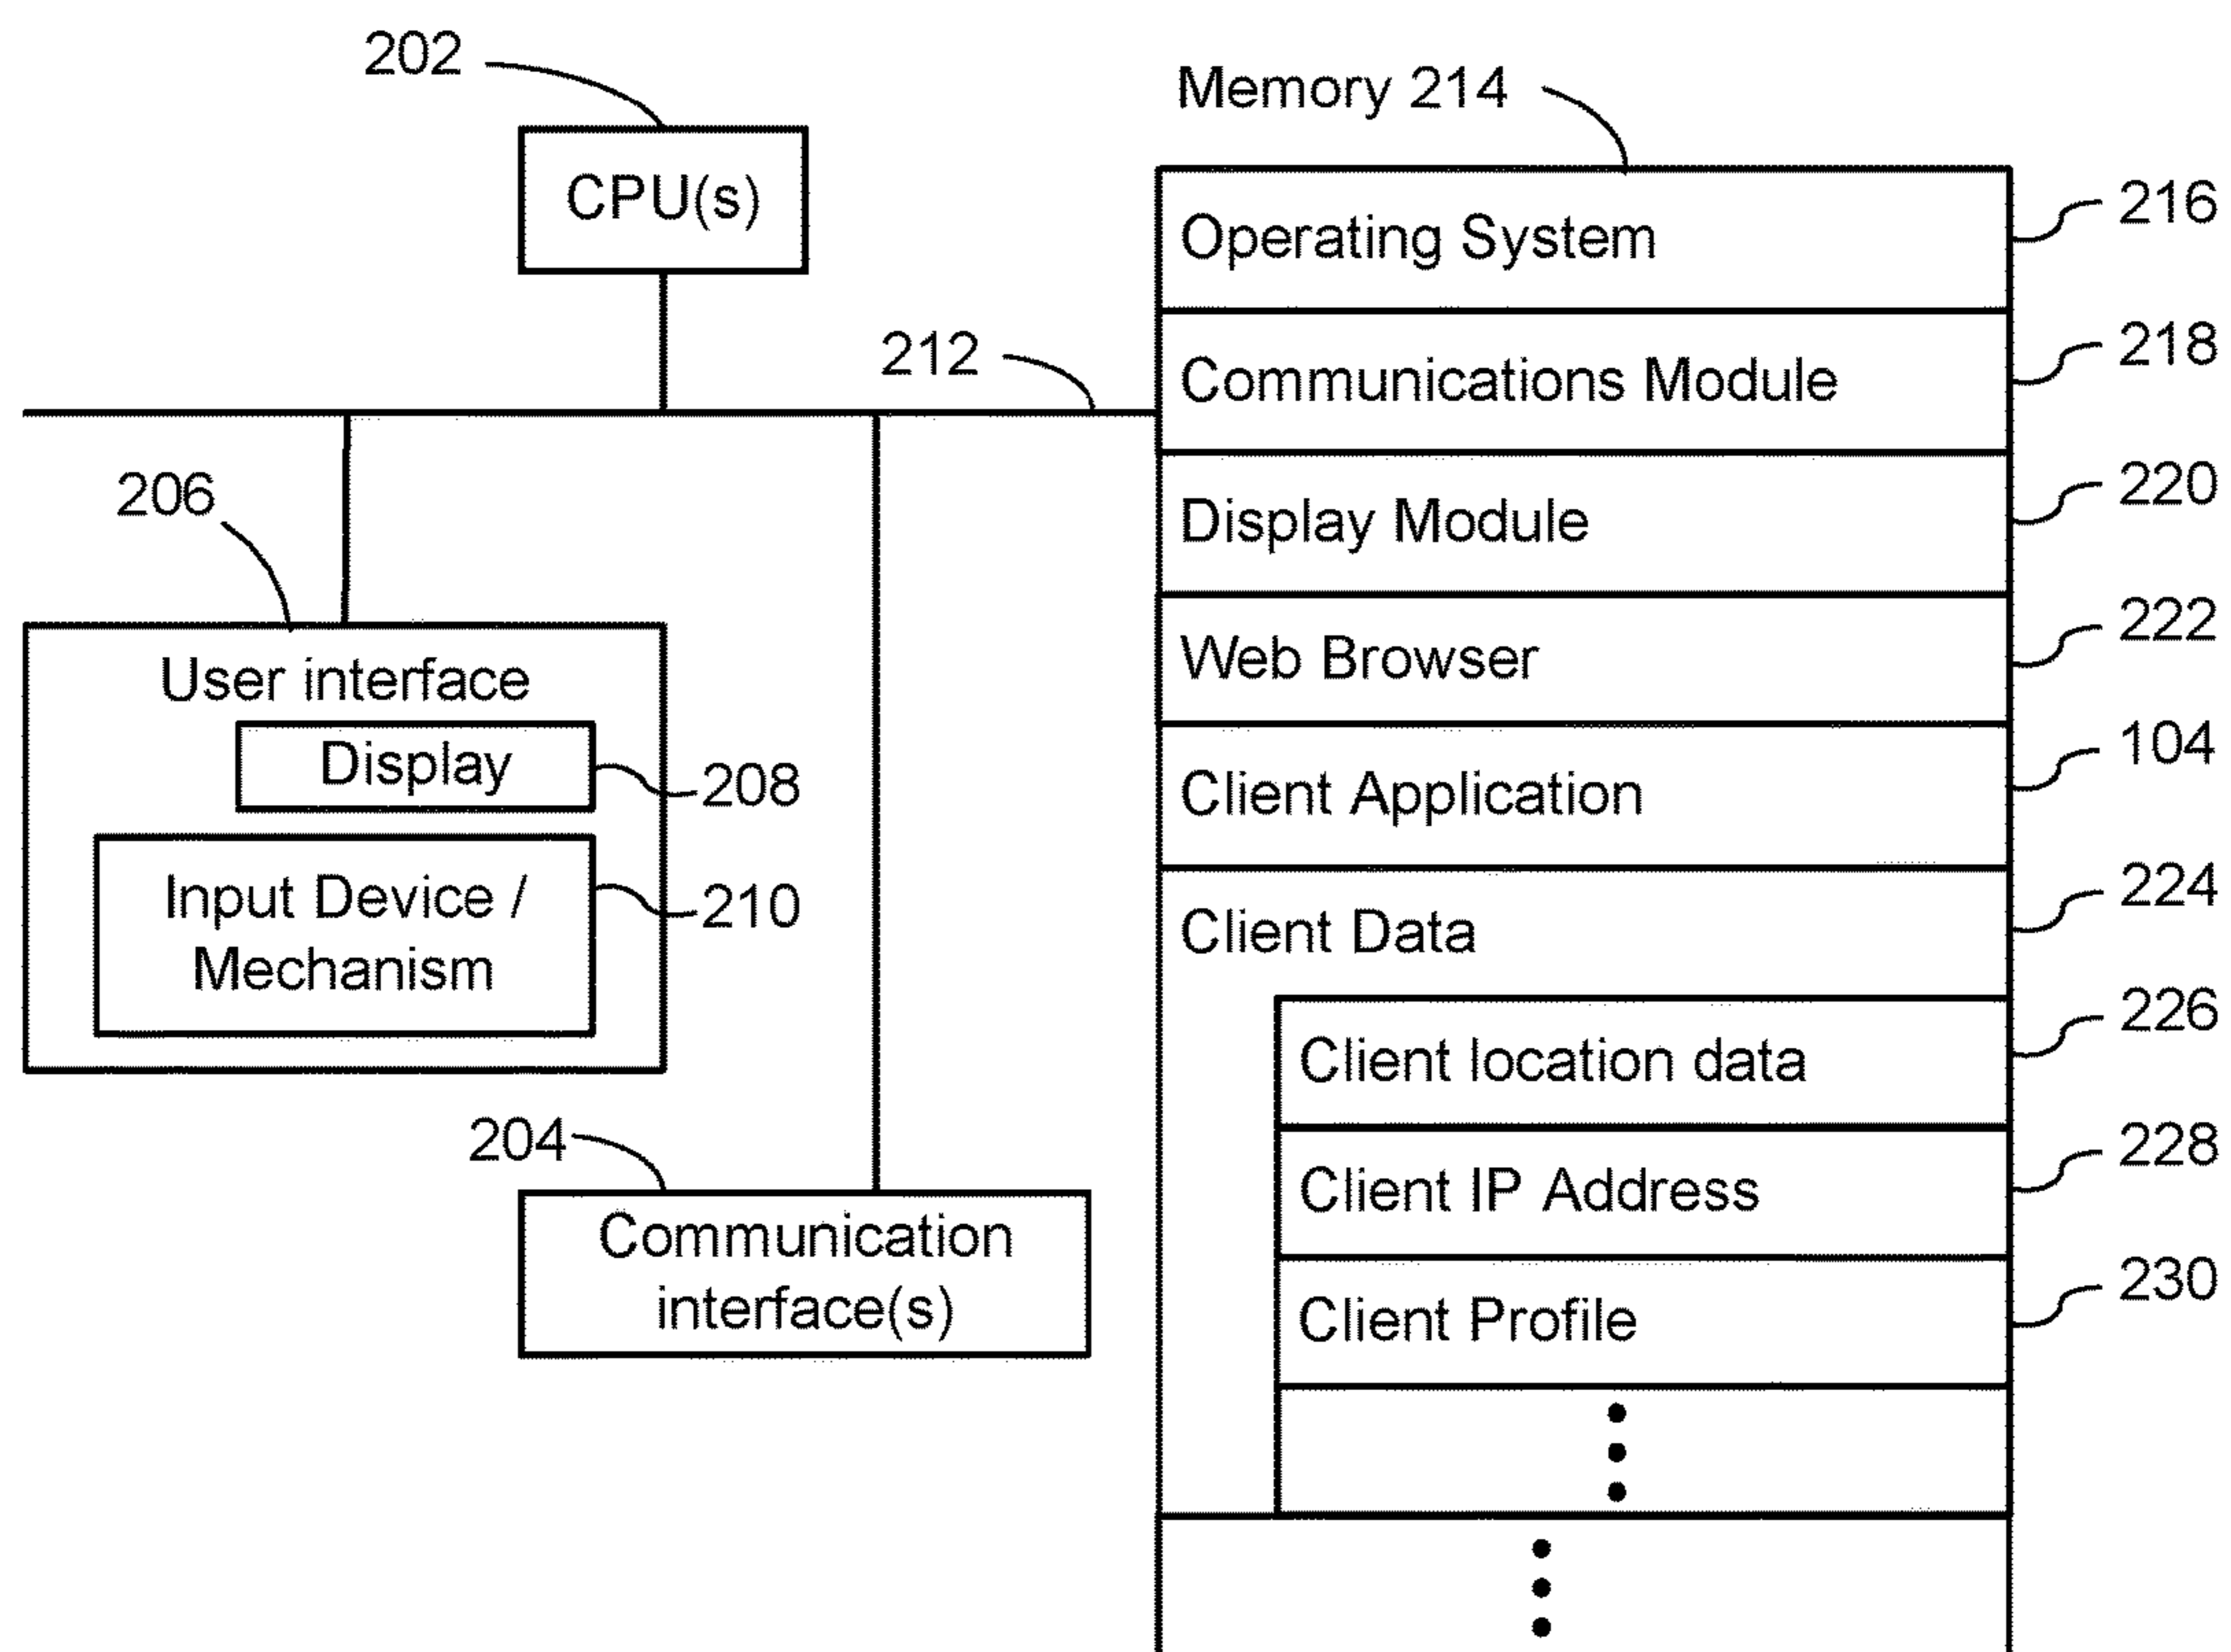 202
CPU(s)
212
206
User interface
Display
208
Input Device /
Mechanism
210
204
Communication
interface(s)
Memory 214
Operating System
216
Communications Module
218
Display Module
220
Web Browser
222
Client Application
104
Client Data
224
Client location data
226
Client IP Address
228
Client Profile
230